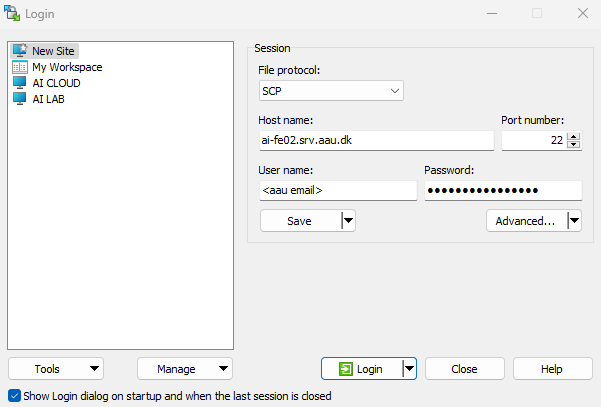 Login
New Site
My Workspace
AI CLOUD
AI LAB
Session
File protocol:
SCP
Host name:
Port number:
ai-fe02.srv.aau.dk
22
User name:
Password:
<aau email>
••••••••••••••••
Save
Advanced...
Tools
Manage
Login
Close
Help
Show Login dialog on startup and when the last session is closed